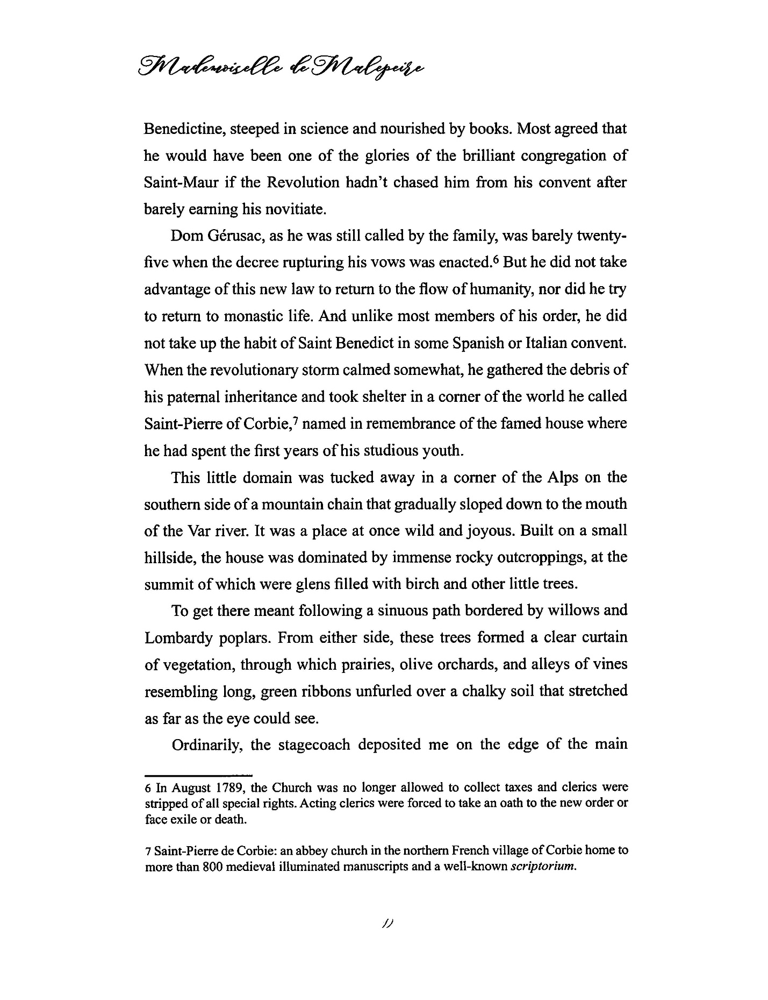 Mademoiselle de Malepeire
Benedictine, steeped in science and nourished by books. Most agreed that
he would have been one of the glories of the brilliant congregation of
Saint-Maur if the Revolution hadn't chased him from his convent after
barely earning his novitiate.
Dom Gérusac, as he was still called by the family, was barely twenty-
five when the decree rupturing his vows was enacted.6 But he did not take
advantage of this new law to return to the flow of humanity, nor did he try
to return to monastic life. And unlike most members of his order, he did
not take up the habit of Saint Benedict in some Spanish or Italian convent.
When the revolutionary storm calmed somewhat, he gathered the debris of
his paternal inheritance and took shelter in a corner of the world he called
Saint-Pierre of Corbie,7 named in remembrance of the famed house where
he had spent the first years of his studious youth.
This little domain was tucked away in a corner of the Alps on the
southern side of a mountain chain that gradually sloped down to the mouth
of the Var river. It was a place at once wild and joyous. Built on a small
hillside, the house was dominated by immense rocky outcroppings, at the
summit of which were glens filled with birch and other little trees.
To get there meant following a sinuous path bordered by willows and
Lombardy poplars. From either side, these trees formed a clear curtain
of vegetation, through which prairies, olive orchards, and alleys of vines
resembling long, green ribbons unfurled over a chalky soil that stretched
as far as the eye could see.
Ordinarily, the stagecoach deposited me on the edge of the main
6 In August 1789, the Church was no longer allowed to collect taxes and clerics were
stripped of all special rights. Acting clerics were forced to take an oath to the new order or
face exile or death.
7 Saint-Pierre de Corbie: an abbey church in the northern French village of Corbie home to
more than 800 medieval illuminated manuscripts and a well-known scriptorium.